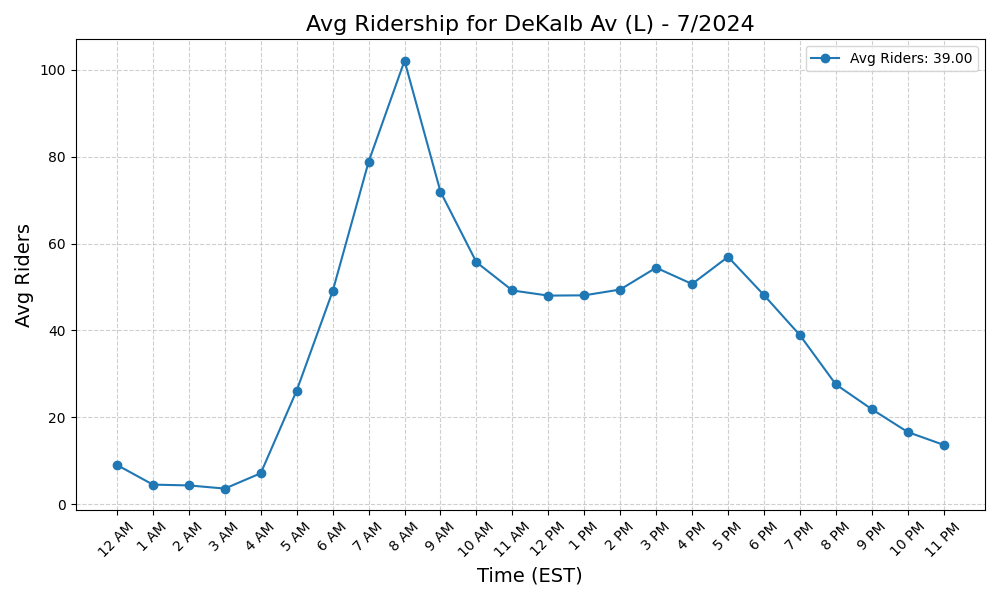 Avg Ridership for DeKalb Av (L) - 7/2024
Avg Riders: 39.00
Avg Riders
100
80
60
40
20
0
12 AM
1 AM
2 AM
3 AM
4 AM
5 AM
6 AM
7 AM
8 AM
9 AM
10 AM
11 AM
12 PM
1 PM
2 PM
3 PM
4 PM
5 PM
6 PM
7 PM
8 PM
9 PM
10 PM
11 PM
Time (EST)